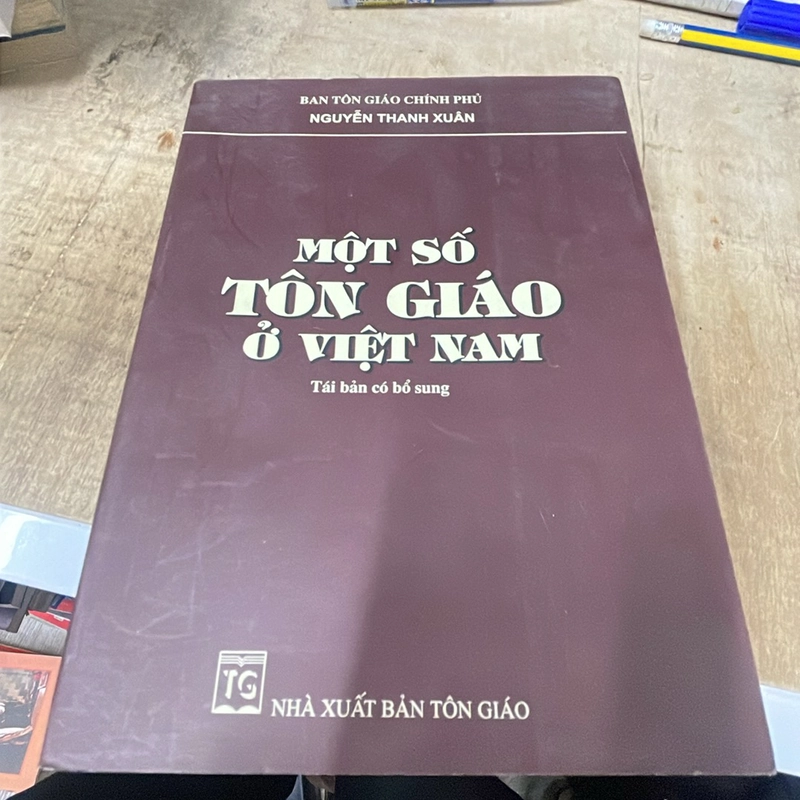 BAN TÔN GIÁO CHÍNH PHỦ
NGUYỄN THANH XUÂN
MỘT SỐ
TÔN GIÁO
Ở VIỆT NAM
Tái bản có bổ sung
TG
NHÀ XUẤT BẢN TÔN GIÁO